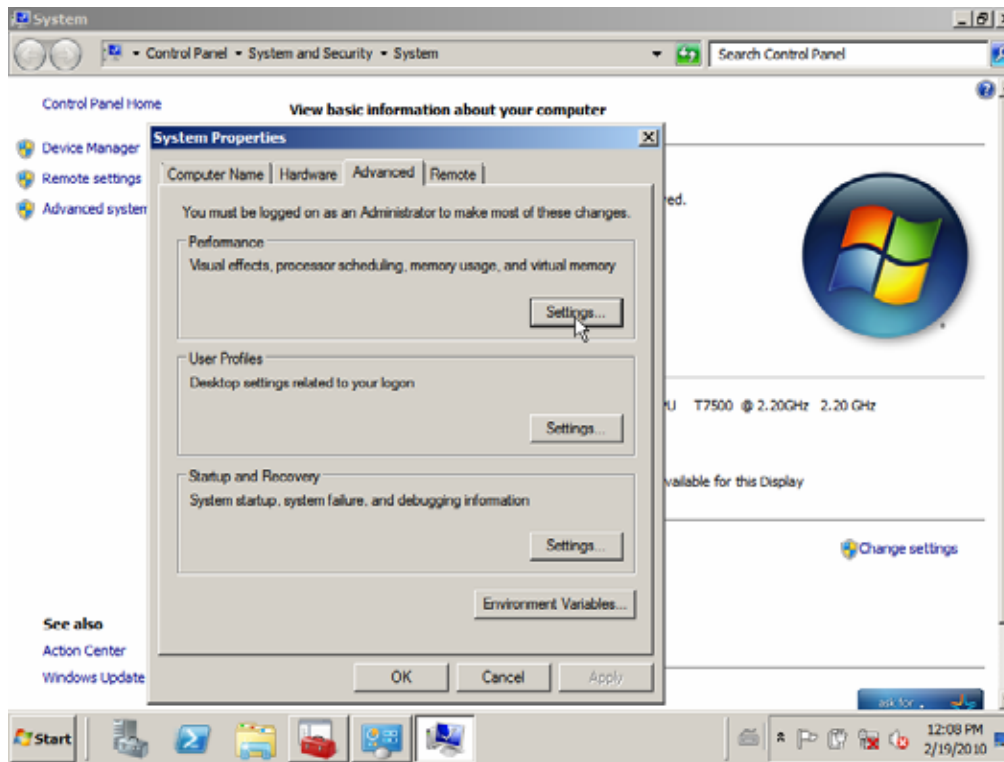 System
Control Panel • System and Security • System
Search Control Panel
Control Panel Home
View basic information about your computer
Device Manager
Remote settings
Advanced system
System Properties
Computer Name
Hardware
Advanced
Remote
You must be logged on as an Administrator to make most of these changes.
Performance
Visual effects, processor scheduling, memory usage, and virtual memory
Settings...
User Profiles
Desktop settings related to your logon
Settings...
Startup and Recovery
System startup, system failure, and debugging information
Settings...
Environment Variables...
OK
Cancel
Apply
T7500 @ 2.20GHz 2.20 GHz
for this Display
Change settings
See also
Action Center
Windows Update
ask for
Start
12:08 PM
2/19/2010